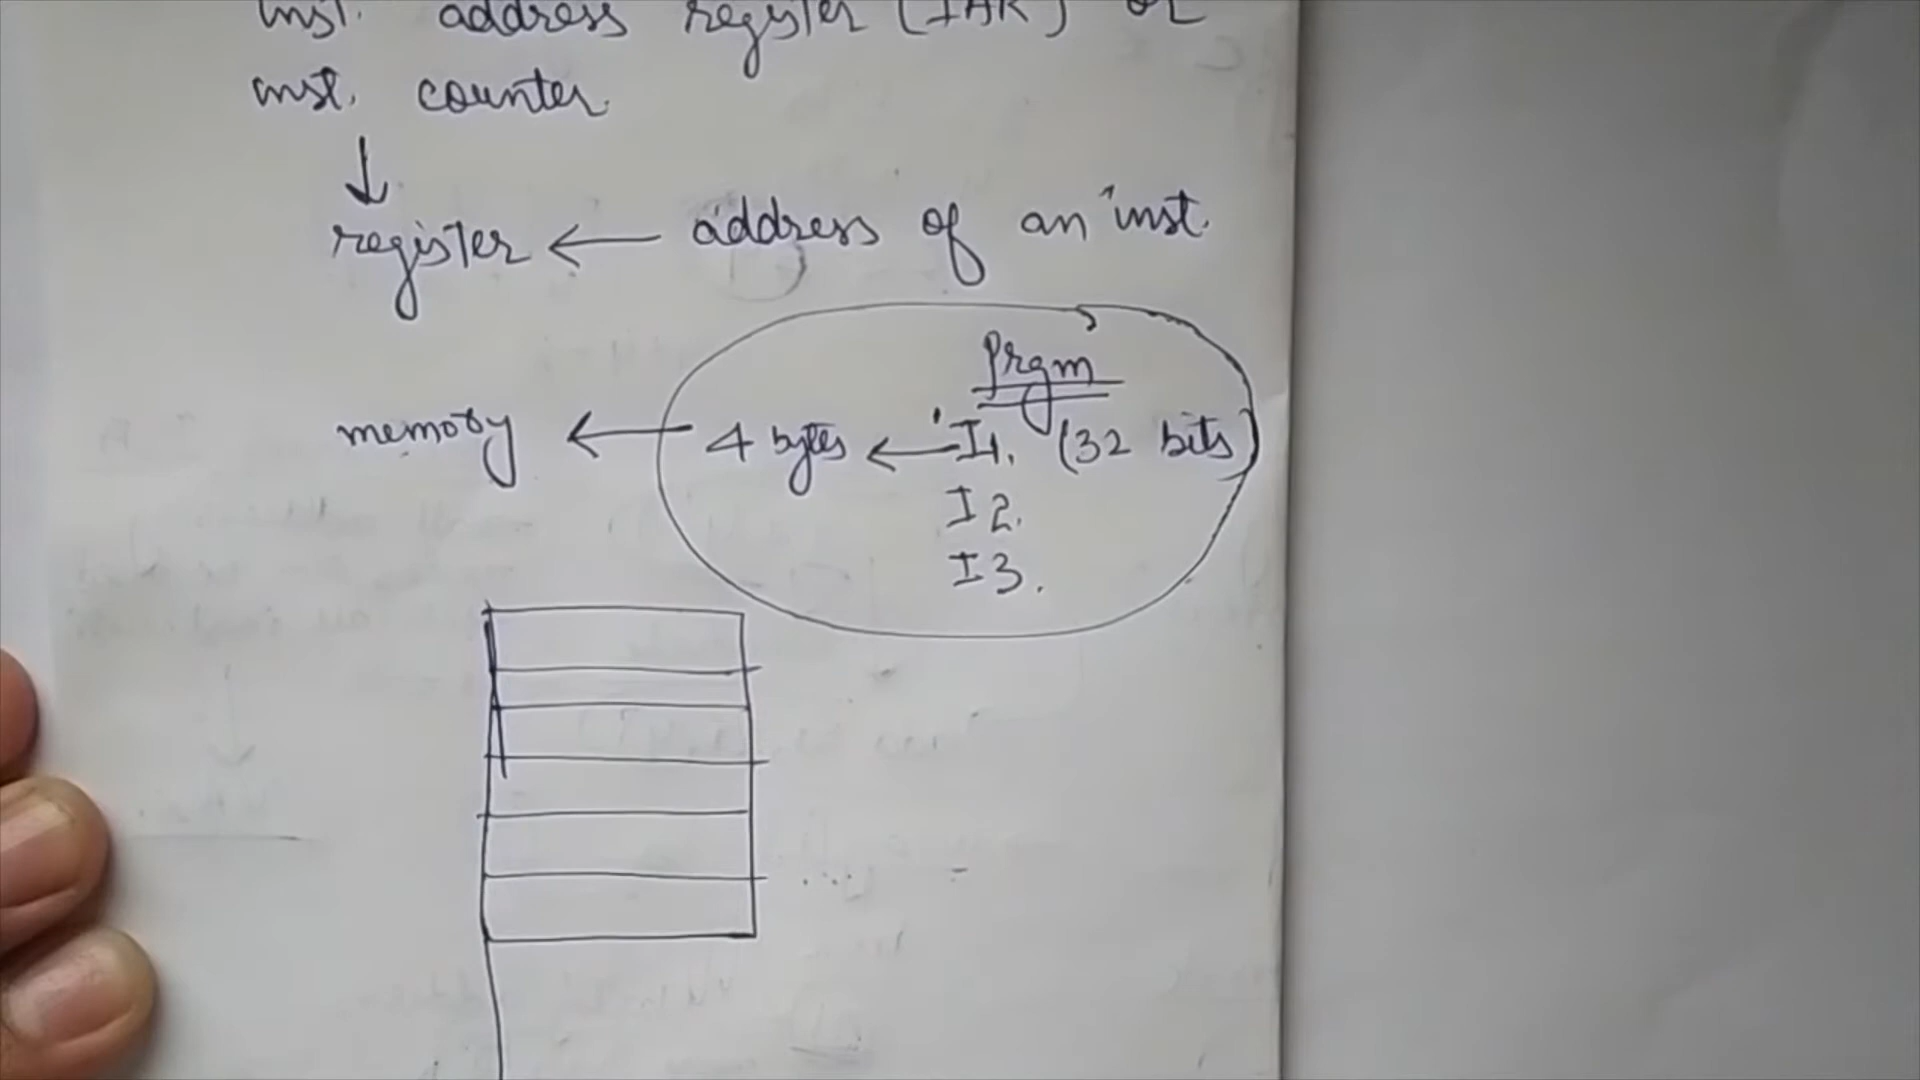 inst. address register (IAR) or
inst. counter.
↓
register ← address of an inst.
Prgm
memory ← 4 bytes ← I1. (32 bits)
I2.
I3.